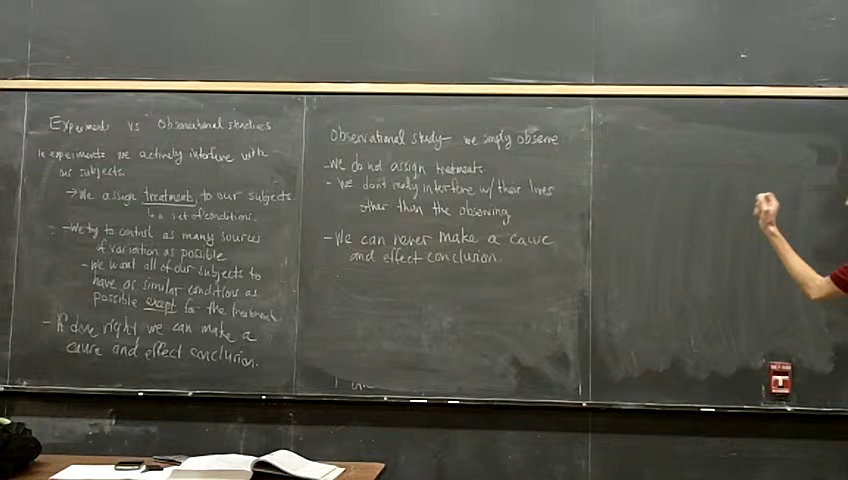 Experiments vs Observational studies
In experiments we actively interfere with
our subjects.
→ We assign treatments, to our subjects
↳ a set of conditions.
- We try to control as many sources
of variation as possible
- We want all of our subjects to
have as similar conditions as
possible except for the treatment
- If done right we can make a
cause and effect conclusion.
Observational study - we simply observe
- We do not assign treatments.
- We don't really interfere w/ their lives
other then the observing
- We can never make a cause
and effect conclusion.